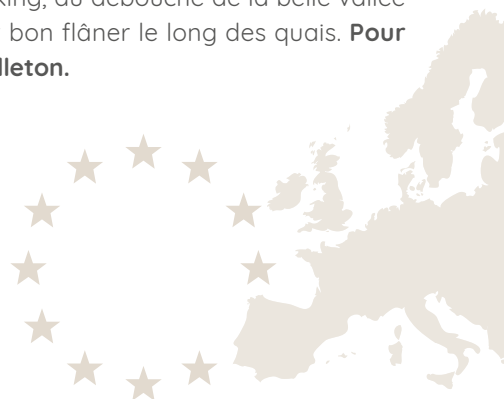 king, au débouché de la belle vallée
bon flâner le long des quais. Pour
lleton.